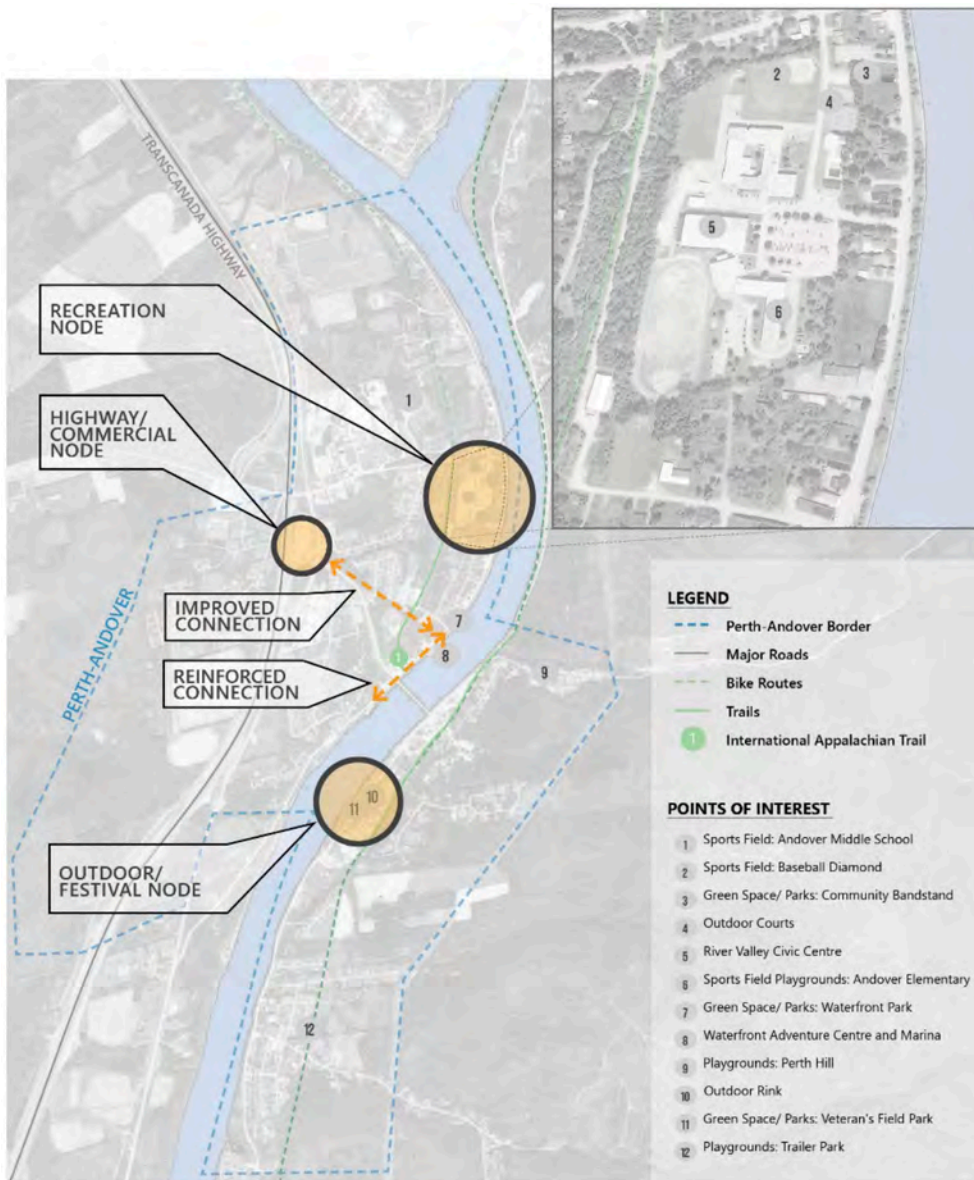 2
3
4
5
6
TRANSCANADA HIGHWAY
RECREATION
NODE
1
HIGHWAY/
COMMERCIAL
NODE
IMPROVED
CONNECTION
7
8
1
REINFORCED
CONNECTION
9
PERTH-ANDOVER
10
11
OUTDOOR/
FESTIVAL NODE
12
LEGEND
Perth-Andover Border
Major Roads
Bike Routes
Trails
1 International Appalachian Trail
POINTS OF INTEREST
1 Sports Field: Andover Middle School
2 Sports Field: Baseball Diamond
3 Green Space/ Parks: Community Bandstand
4 Outdoor Courts
5 River Valley Civic Centre
6 Sports Field Playgrounds: Andover Elementary
7 Green Space/ Parks: Waterfront Park
8 Waterfront Adventure Centre and Marina
9 Playgrounds: Perth Hill
10 Outdoor Rink
11 Green Space/ Parks: Veteran's Field Park
12 Playgrounds: Trailer Park